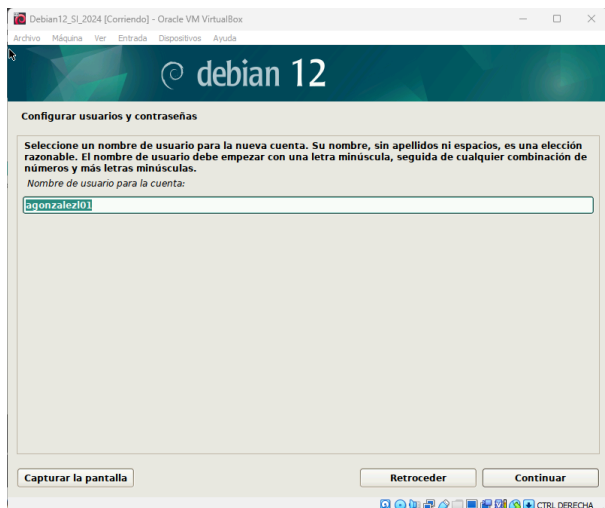 Debian12_SI_2024 [Corriendo] - Oracle VM VirtualBox
Archivo Máquina Ver Entrada Dispositivos Ayuda
debian 12
Configurar usuarios y contraseñas
Seleccione un nombre de usuario para la nueva cuenta. Su nombre, sin apellidos ni espacios, es una elección
razonable. El nombre de usuario debe empezar con una letra minúscula, seguida de cualquier combinación de
números y más letras minúsculas.
Nombre de usuario para la cuenta:
agonzalezl01
Capturar la pantalla
Retroceder
Continuar
CTRL DERECHA